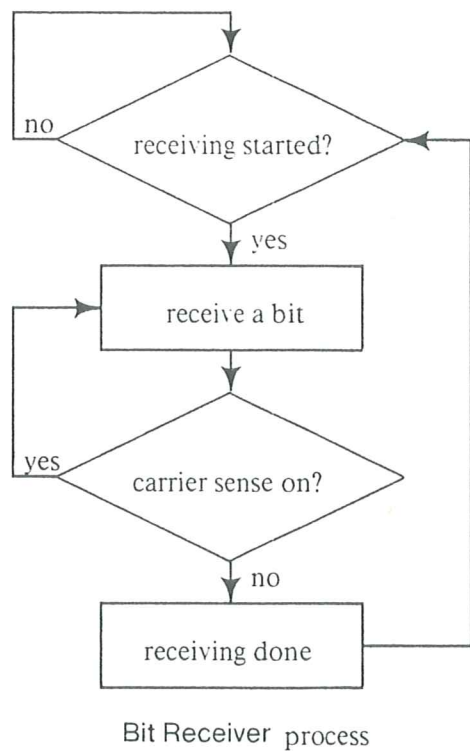 no
receiving started?
yes
receive a bit
yes
carrier sense on?
no
receiving done
Bit Receiver process